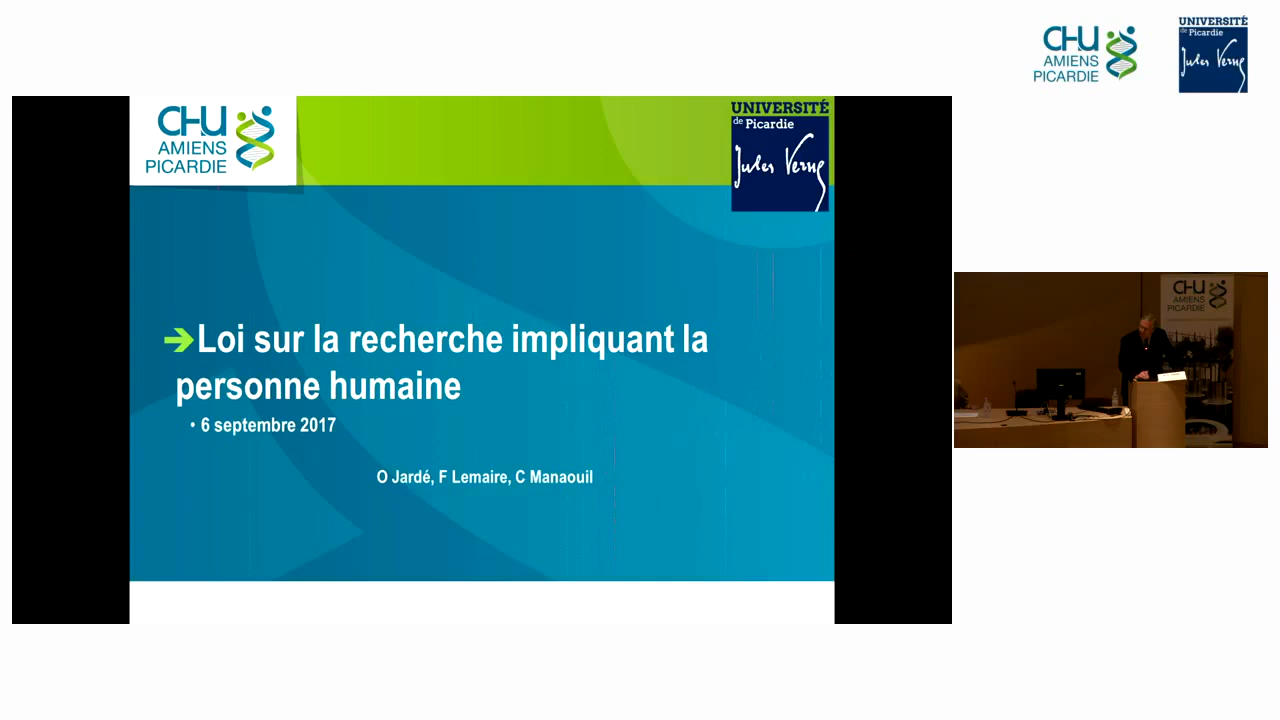 CHU
AMIENS
PICARDIE
UNIVERSITÉ
de Picardie
Jules Verne
CHU
AMIENS
PICARDIE
UNIVERSITÉ
de Picardie
Jules Verne
➔Loi sur la recherche impliquant la
personne humaine
• 6 septembre 2017
O Jardé, F Lemaire, C Manaouil
CHU
AMIENS
PICARDIE